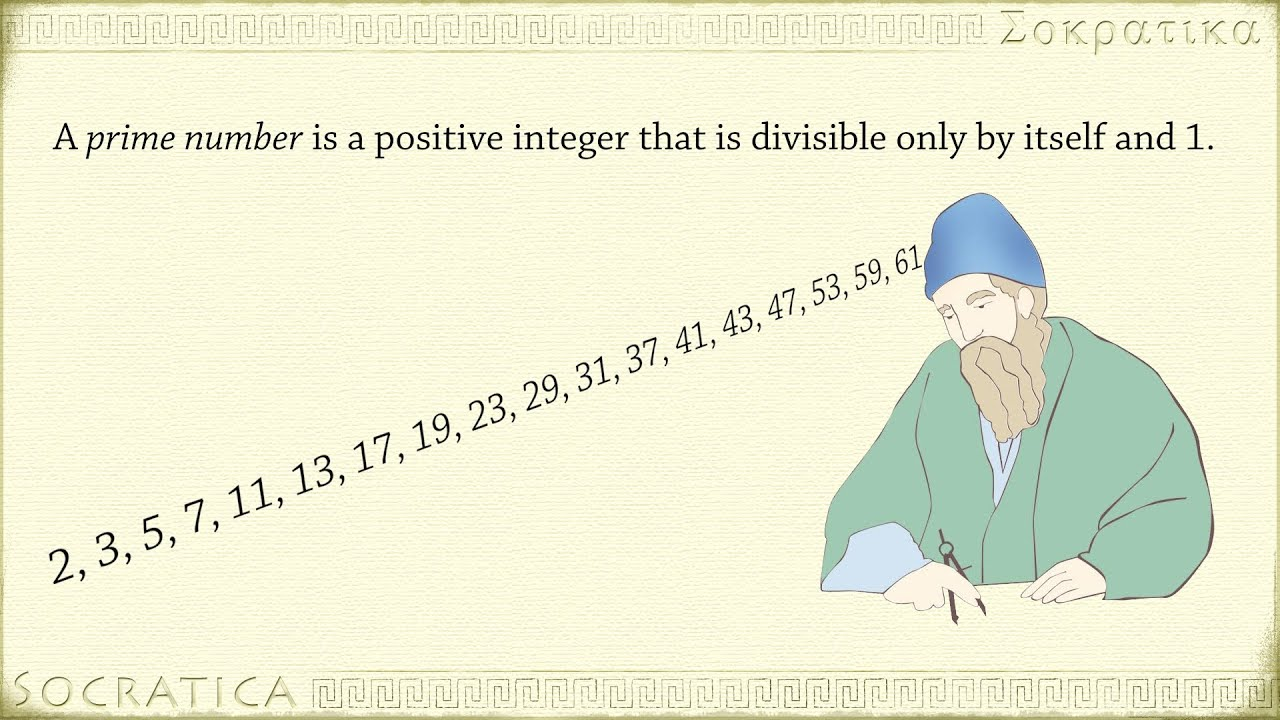 Σοκρατικα
A prime number is a positive integer that is divisible only by itself and 1.
2, 3, 5, 7, 11, 13, 17, 19, 23, 29, 31, 37, 41, 43, 47, 53, 59, 61
SOCRATICA